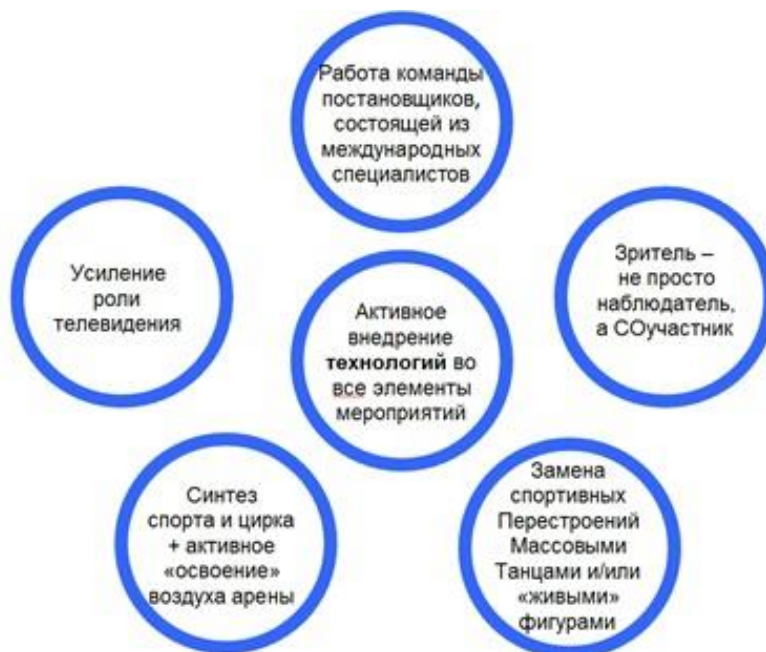 Работа команды
постановщиков,
состоящей из
международных
специалистов
Усиление
роли
телевидения
Зритель –
не просто
наблюдатель,
а СОучастник
Активное
внедрение
технологий во
все элементы
мероприятий
Синтез
спорта и цирка
+ активное
«освоение»
воздуха арены
Замена
спортивных
Перестроений
Массовыми
Танцами и/или
«живыми»
фигурами